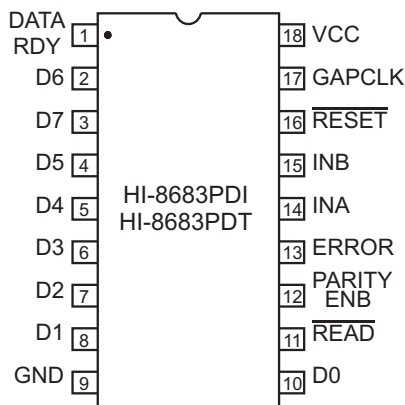 DATA
RDY 1 18 VCC
D6 2 17 GAPCLK
D7 3 16 RESET
D5 4 15 INB
HI-8683PDI
HI-8683PDT
D4 5 14 INA
D3 6 13 ERROR
D2 7 12 PARITY
ENB
D1 8 11 READ
GND 9 10 D0